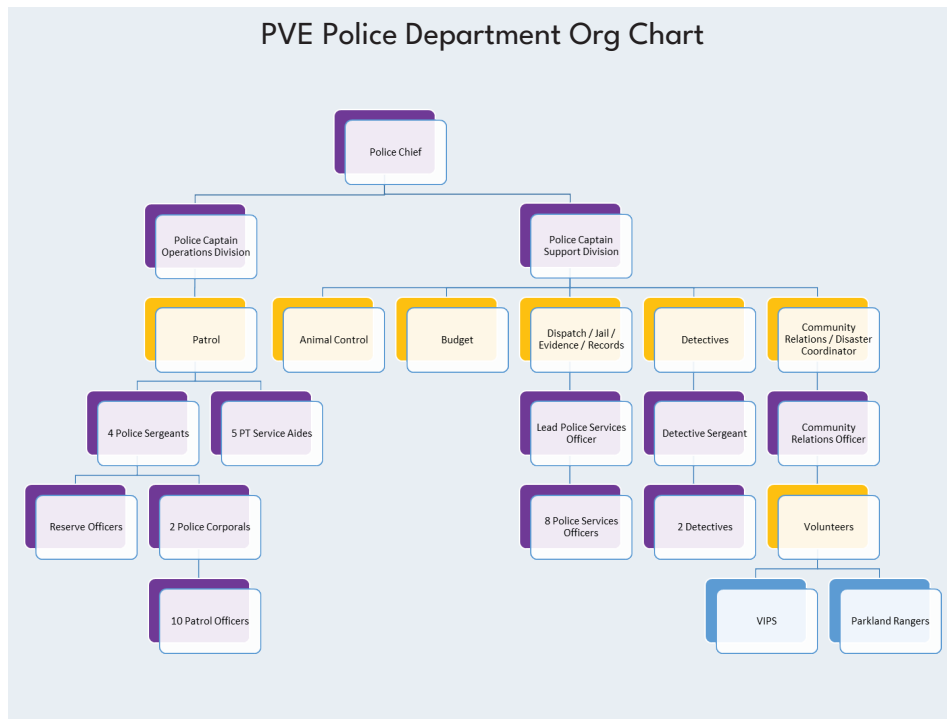 PVE Police Department Org Chart
Police Chief
Police Captain
Operations Division
Police Captain
Support Division
Patrol
Animal Control
Budget
Dispatch / Jail /
Evidence / Records
Detectives
Community
Relations / Disaster
Coordinator
4 Police Sergeants
5 PT Service Aides
Lead Police Services
Officer
Detective Sergeant
Community
Relations Officer
Reserve Officers
2 Police Corporals
8 Police Services
Officers
2 Detectives
Volunteers
10 Patrol Officers
VIPS
Parkland Rangers